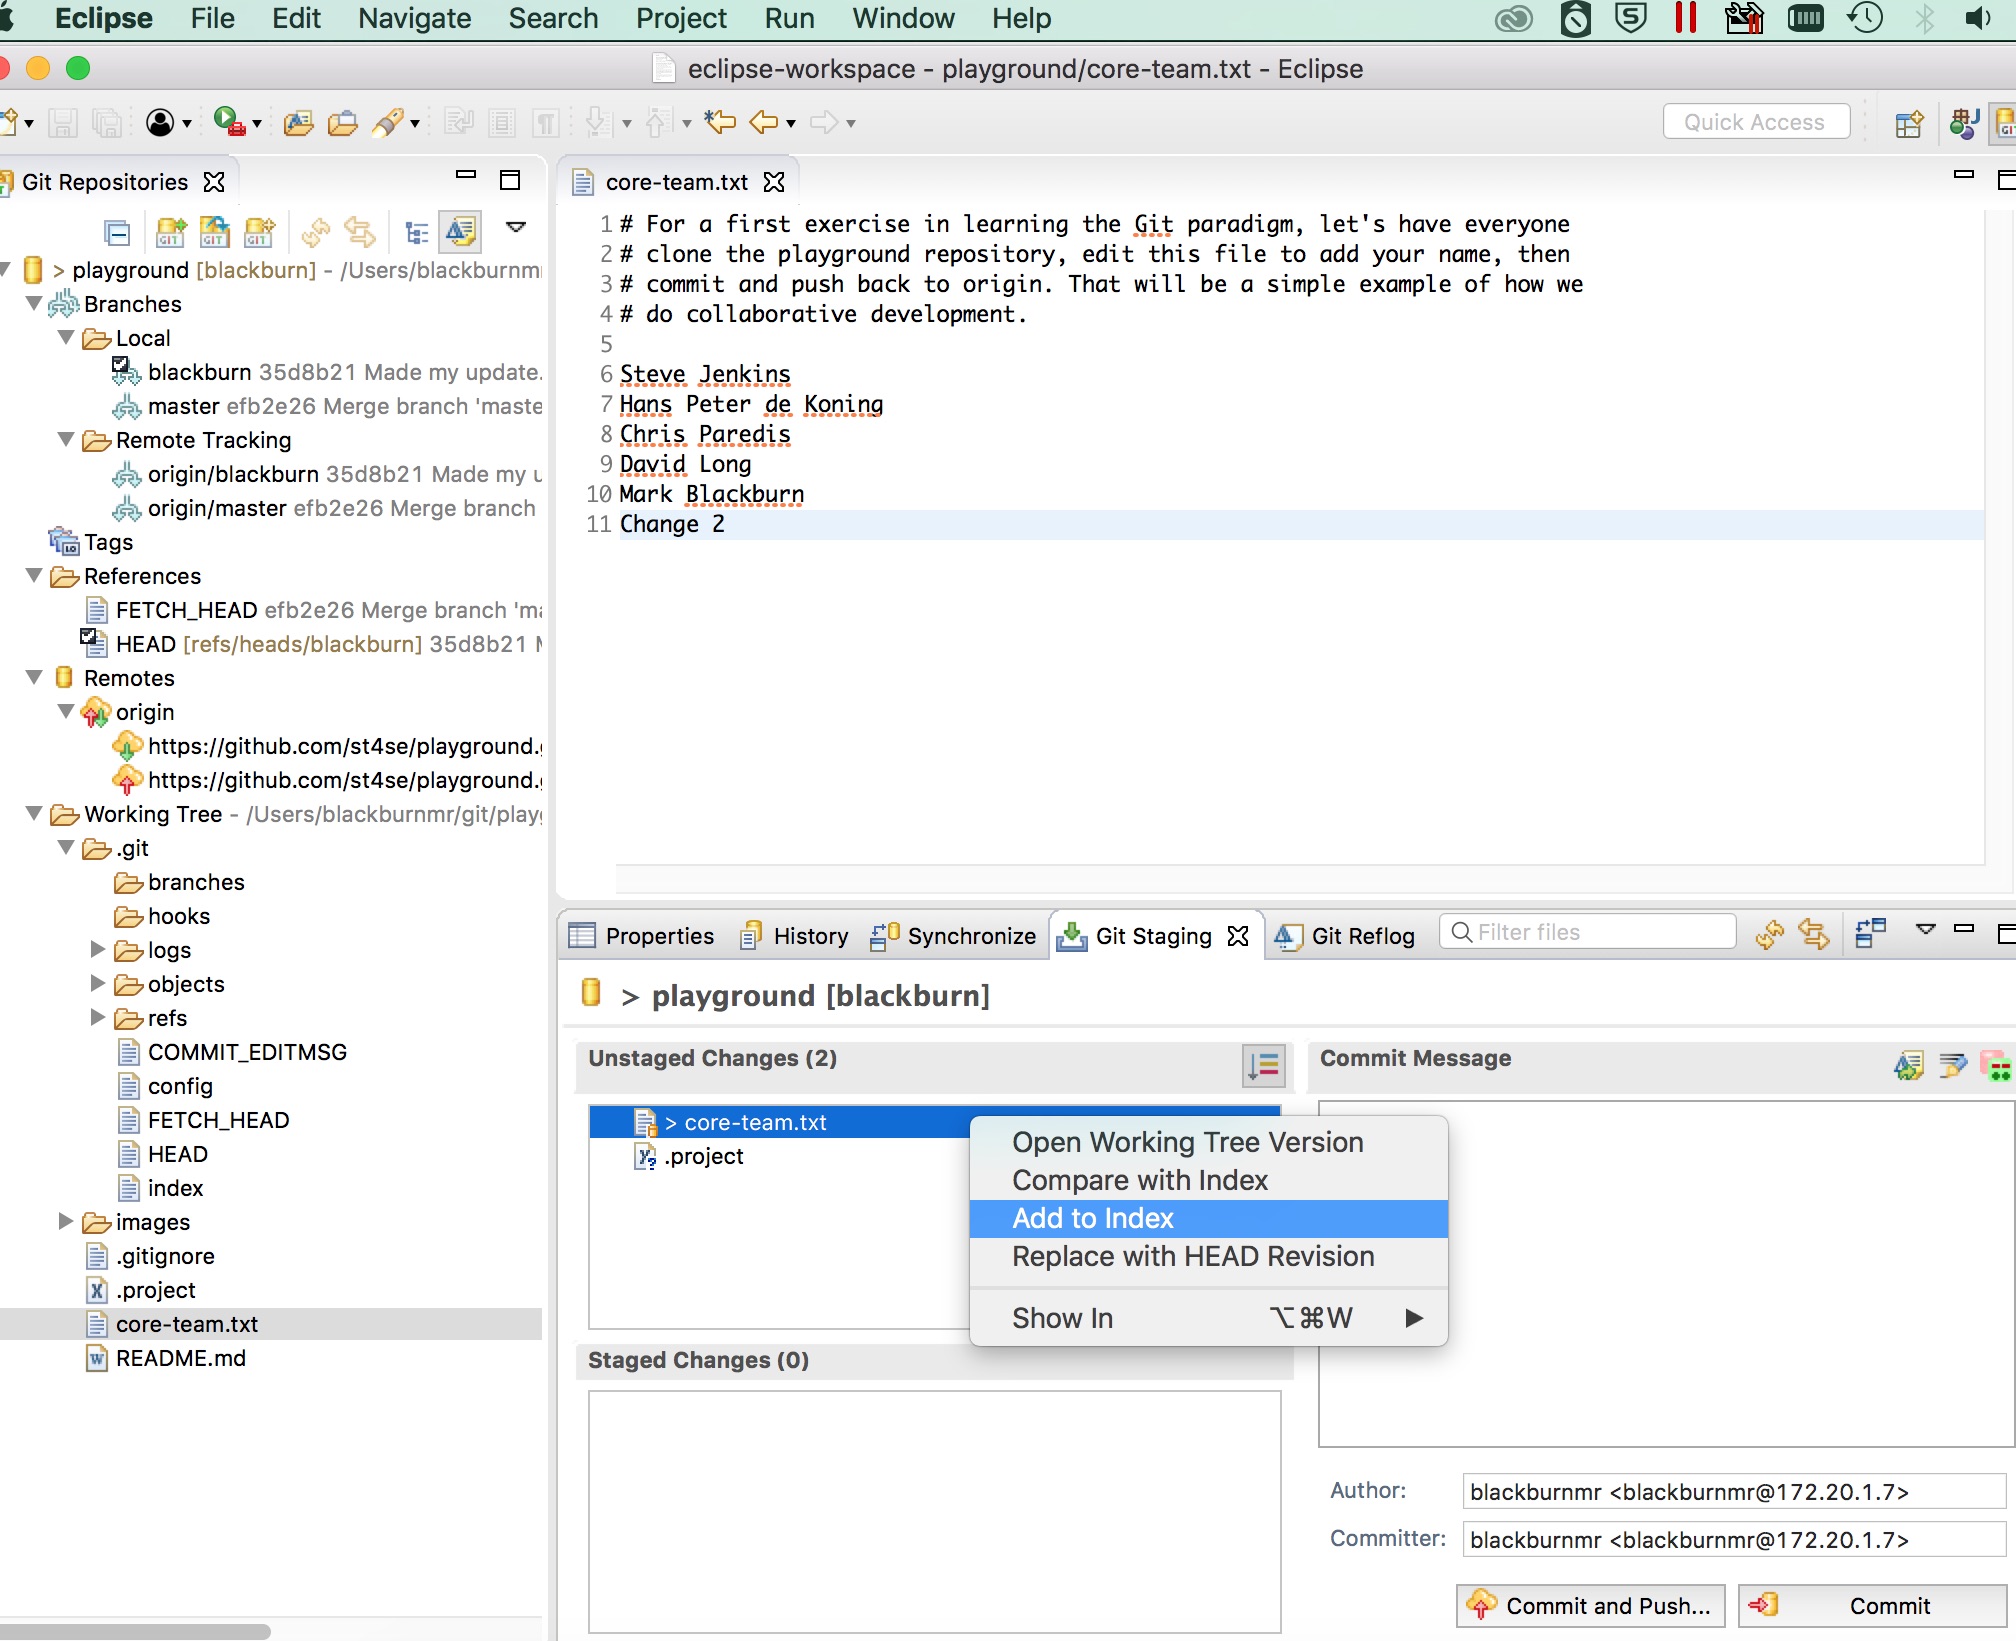 Eclipse File Edit Navigate Search Project Run Window Help
eclipse-workspace - playground/core-team.txt - Eclipse
Quick Access
Git Repositories
> playground [blackburn] - /Users/blackburnm
Branches
Local
blackburn 35d8b21 Made my update.
master efb2e26 Merge branch 'maste
Remote Tracking
origin/blackburn 35d8b21 Made my u
origin/master efb2e26 Merge branch
Tags
References
FETCH_HEAD efb2e26 Merge branch 'ma
HEAD [refs/heads/blackburn] 35d8b21
Remotes
origin
https://github.com/st4se/playground.
https://github.com/st4se/playground.
Working Tree - /Users/blackburnmr/git/play
.git
branches
hooks
logs
objects
refs
COMMIT_EDITMSG
config
FETCH_HEAD
HEAD
index
images
.gitignore
.project
core-team.txt
README.md
core-team.txt
1 # For a first exercise in learning the Git paradigm, let's have everyone
2 # clone the playground repository, edit this file to add your name, then
3 # commit and push back to origin. That will be a simple example of how we
4 # do collaborative development.
5
6 Steve Jenkins
7 Hans Peter de Koning
8 Chris Paredis
9 David Long
10 Mark Blackburn
11 Change 2
Properties History Synchronize Git Staging Git Reflog Filter files
> playground [blackburn]
Unstaged Changes (2)
> core-team.txt
.project
Open Working Tree Version
Compare with Index
Add to Index
Replace with HEAD Revision
Show In ⌥⌘W ▶
Staged Changes (0)
Commit Message
Author: blackburnmr <blackburnmr@172.20.1.7>
Committer: blackburnmr <blackburnmr@172.20.1.7>
Commit and Push... Commit